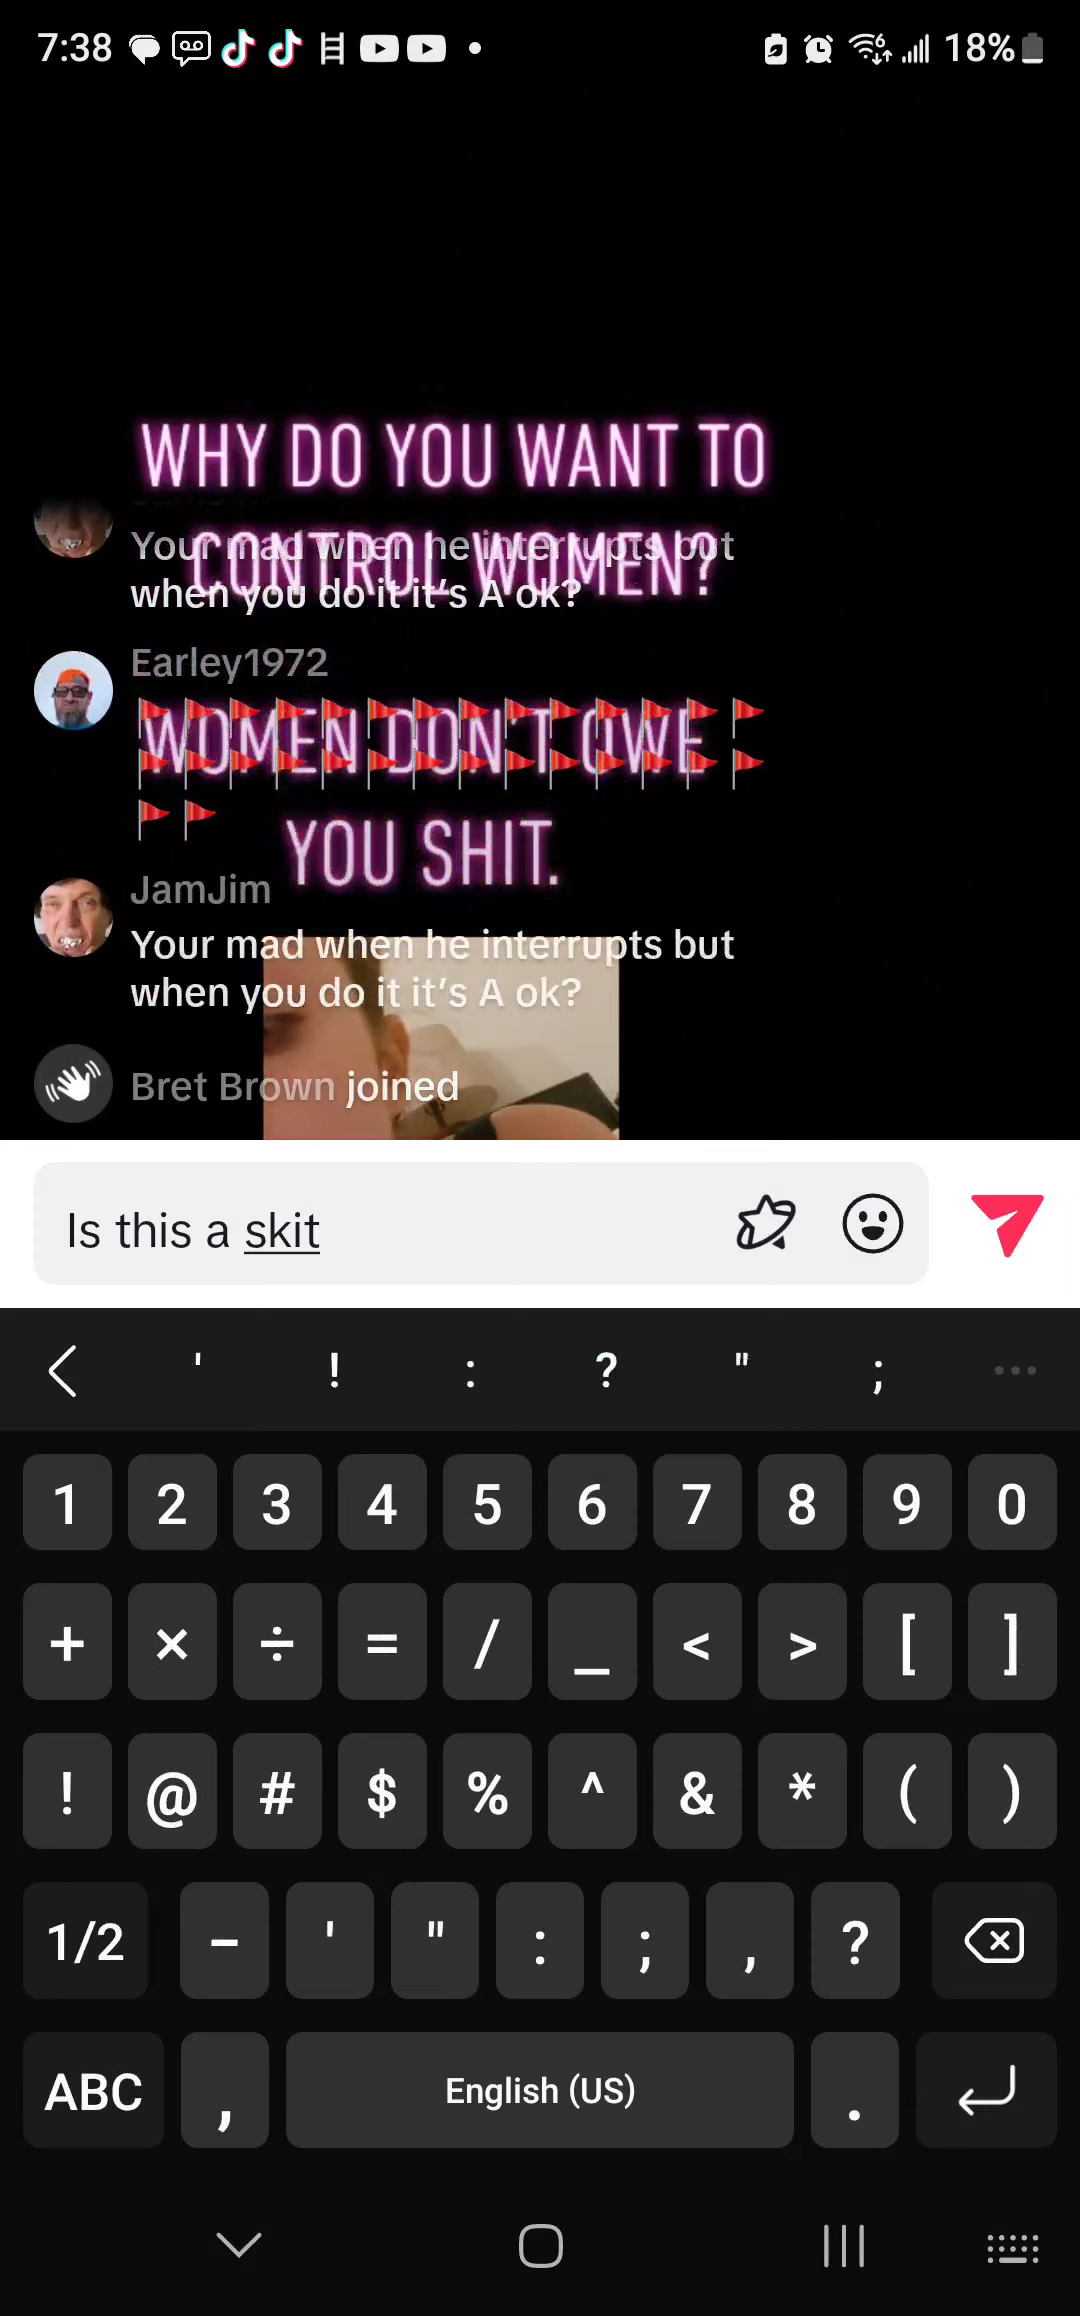 7:38
18%
WHY DO YOU WANT TO
CONTROL WOMEN?
Your mad when he interrupts but
when you do it it's A ok?
Earley1972
WOMEN DON'T OWE
🚩🚩🚩🚩🚩🚩🚩🚩🚩🚩🚩🚩🚩🚩
🚩🚩🚩🚩🚩🚩🚩🚩🚩🚩🚩🚩🚩🚩
🚩🚩
YOU SHIT.
JamJim
Your mad when he interrupts but
when you do it it's A ok?
Bret Brown joined
Is this a skit
' ! : ? " ;
1 2 3 4 5 6 7 8 9 0
+ × ÷ = / _ < > [ ]
! @ # $ % ^ & * ( )
1/2 - ' " : ; , ?
ABC , English (US) .